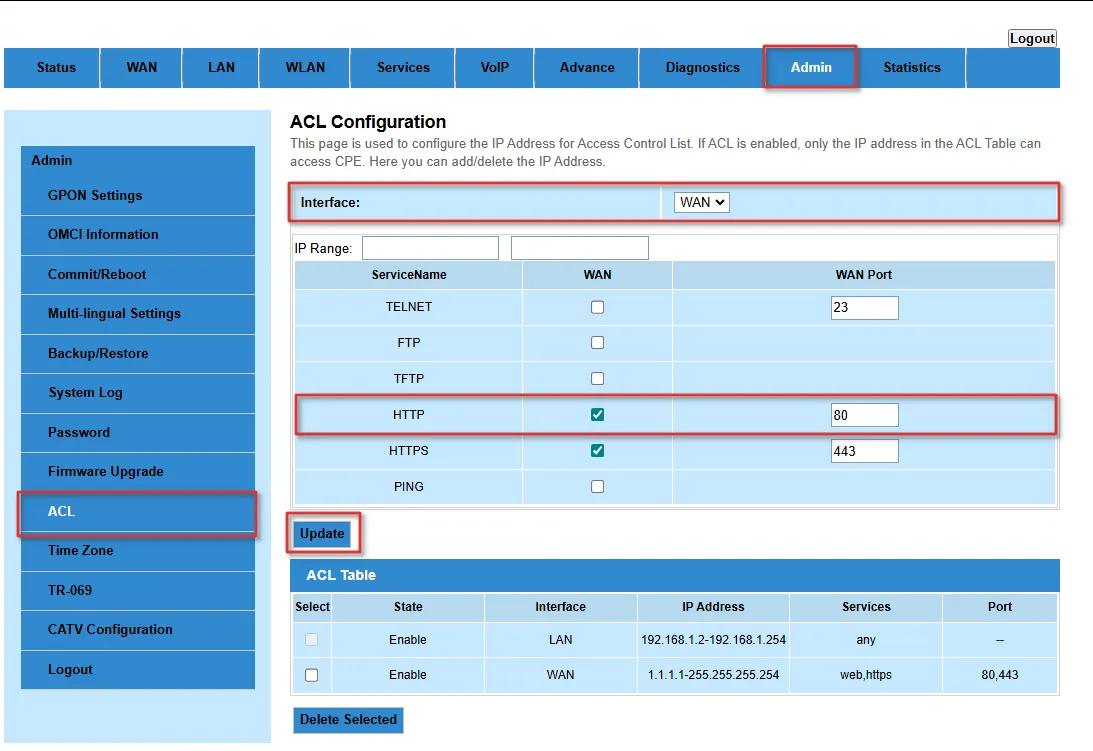 Logout
Status WAN LAN WLAN Services VoIP Advance Diagnostics Admin Statistics
Admin
GPON Settings
OMCI Information
Commit/Reboot
Multi-lingual Settings
Backup/Restore
System Log
Password
Firmware Upgrade
ACL
Time Zone
TR-069
CATV Configuration
Logout
ACL Configuration
This page is used to configure the IP Address for Access Control List. If ACL is enabled, only the IP address in the ACL Table can
access CPE. Here you can add/delete the IP Address.
Interface: WAN
IP Range:
ServiceName WAN WAN Port
TELNET 23
FTP
TFTP
HTTP 80
HTTPS 443
PING
Update
ACL Table
Select State Interface IP Address Services Port
Enable LAN 192.168.1.2-192.168.1.254 any --
Enable WAN 1.1.1.1-255.255.255.254 web,https 80,443
Delete Selected